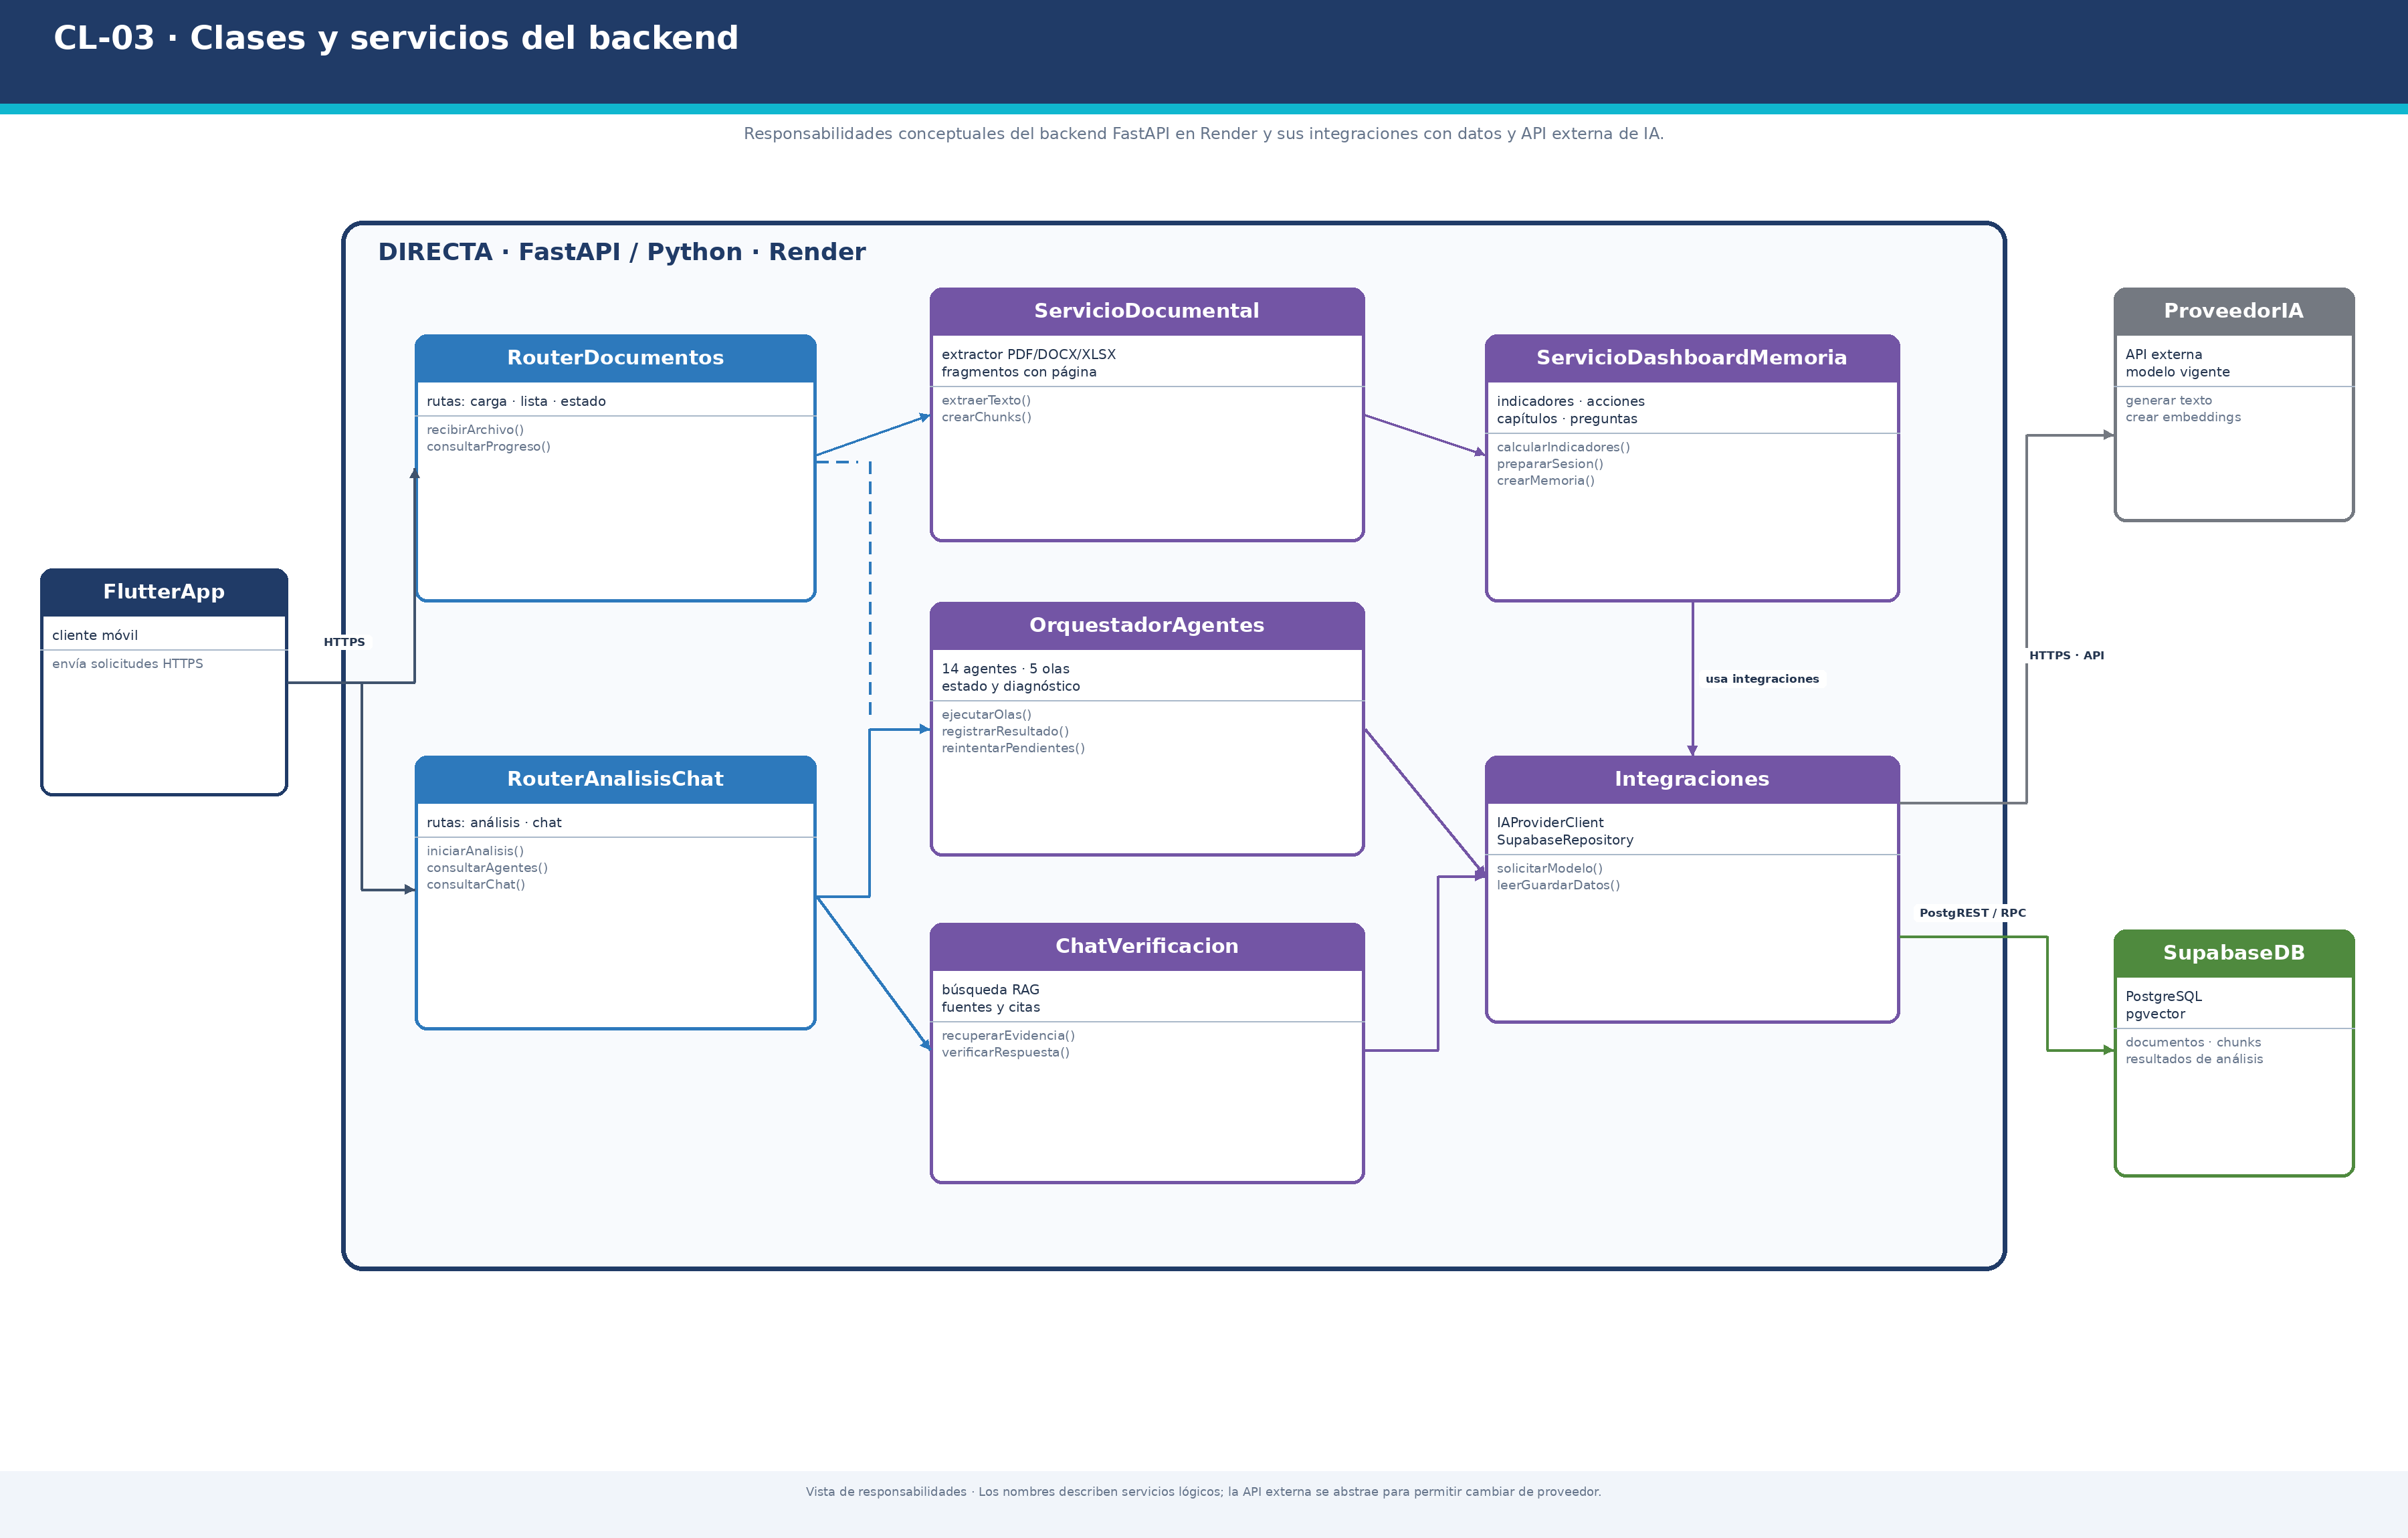 CL-03 · Clases y servicios del backend
Responsabilidades conceptuales del backend FastAPI en Render y sus integraciones con datos y API externa de IA.
DIRECTA · FastAPI / Python · Render
FlutterApp
cliente móvil
envía solicitudes HTTPS
HTTPS
RouterDocumentos
rutas: carga · lista · estado
recibirArchivo()
consultarProgreso()
RouterAnalisisChat
rutas: análisis · chat
iniciarAnalisis()
consultarAgentes()
consultarChat()
ServicioDocumental
extractor PDF/DOCX/XLSX
fragmentos con página
extraerTexto()
crearChunks()
OrquestadorAgentes
14 agentes · 5 olas
estado y diagnóstico
ejecutarOlas()
registrarResultado()
reintentarPendientes()
ChatVerificacion
búsqueda RAG
fuentes y citas
recuperarEvidencia()
verificarRespuesta()
ServicioDashboardMemoria
indicadores · acciones
capítulos · preguntas
calcularIndicadores()
prepararSesion()
crearMemoria()
usa integraciones
Integraciones
IAProviderClient
SupabaseRepository
solicitarModelo()
leerGuardarDatos()
HTTPS · API
PostgREST / RPC
ProveedorIA
API externa
modelo vigente
generar texto
crear embeddings
SupabaseDB
PostgreSQL
pgvector
documentos · chunks
resultados de análisis
Vista de responsabilidades · Los nombres describen servicios lógicos; la API externa se abstrae para permitir cambiar de proveedor.